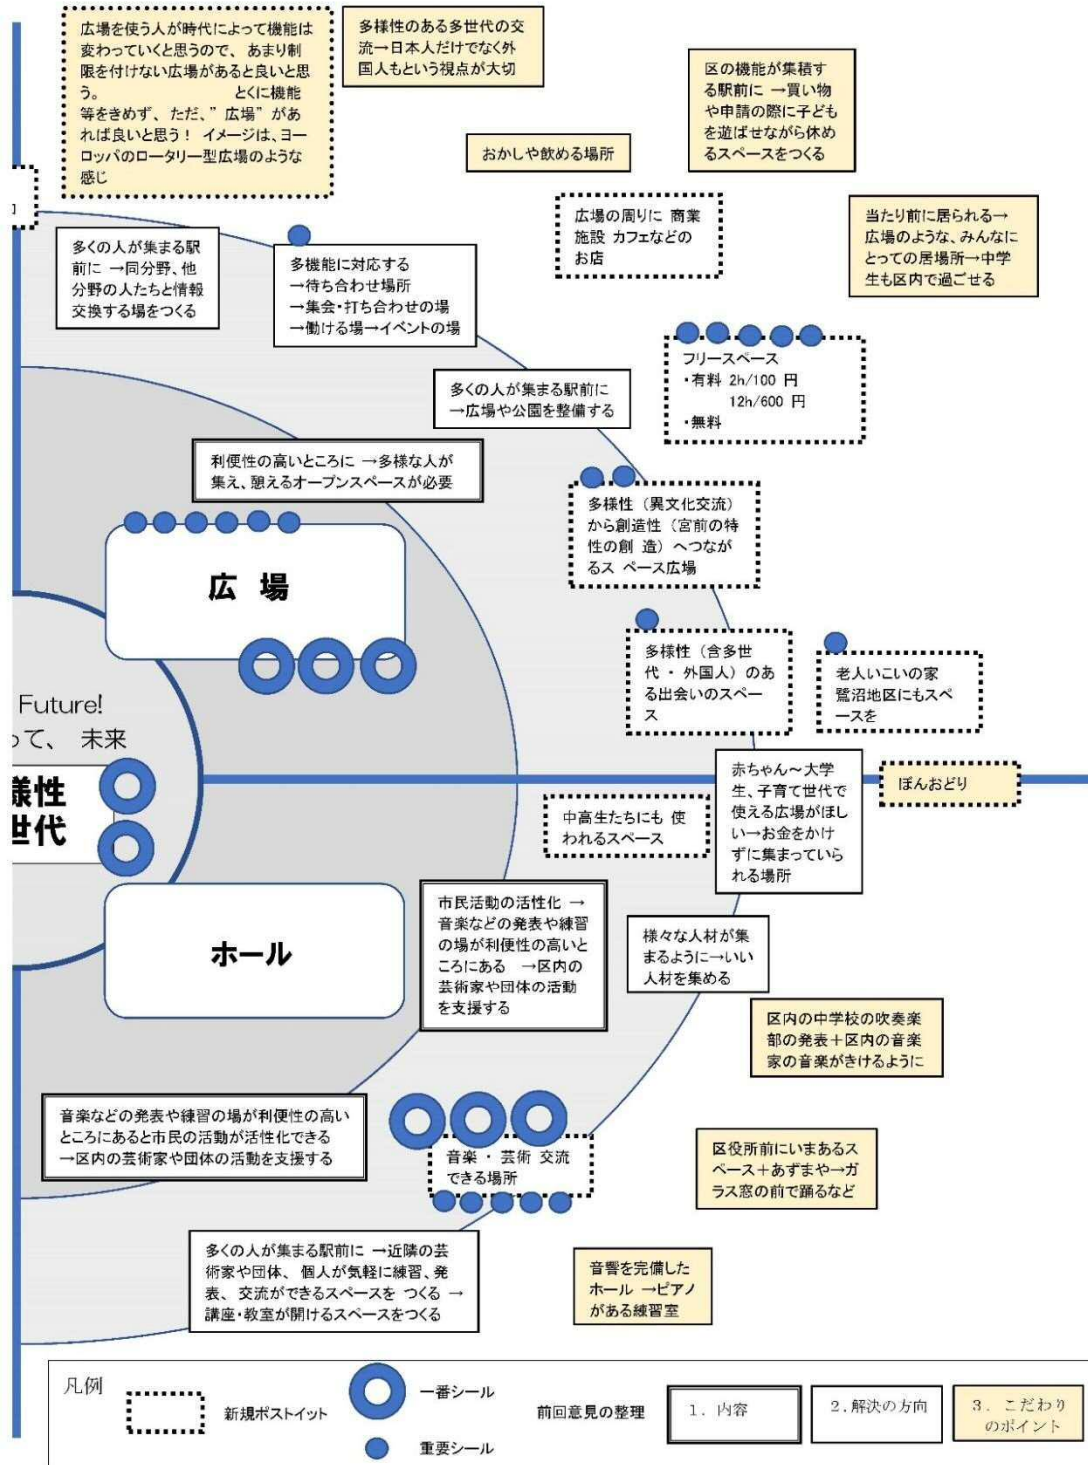 広場を使う人が時代によって機能は
変わっていくと思うので、あまり制
限を付けない広場があると良いと思
う。　　　　　　とくに機能
等をきめず、ただ、”広場”があ
れば良いと思う！ イメージは、ヨー
ロッパのロータリー型広場のような
感じ
多様性のある多世代の交
流→日本人だけでなく外
国人もという視点が大切
区の機能が集積す
る駅前に →買い物
や申請の際に子ども
を遊ばせながら休め
るスペースをつくる
おかしや飲める場所
広場の周りに 商業
施設 カフェなどの
お店
当たり前に居られる→
広場のような、みんなに
とっての居場所→中学
生も区内で過ごせる
多くの人が集まる駅
前に →同分野、他
分野の人たちと情報
交換する場をつくる
多機能に対応する
→待ち合わせ場所
→集会・打ち合わせの場
→働ける場→イベントの場
フリースペース
・有料 2h/100 円
12h/600 円
・無料
多くの人が集まる駅前に
→広場や公園を整備する
利便性の高いところに →多様な人が
集え、憩えるオープンスペースが必要
多様性（異文化交流）
から創造性（宮前の特
性の創 造）へつなが
るス ペース広場
広 場
多様性（含多世
代 ・ 外国人）のあ
る出会いのスペー
ス
老人いこいの家
鷺沼地区にもスペ
ースを
Future!
って、 未来
様性
世代
赤ちゃん～大学
生、子育て世代で
使える広場がほし
い→お金をかけ
ずに集まっていら
れる場所
ぼんおどり
中高生たちにも 使
われるスペース
ホール
市民活動の活性化 →
音楽などの発表や練習
の場が利便性の高いと
ころにある →区内の
芸術家や団体の活動
を支援する
様々な人材が集
まるように→いい
人材を集める
区内の中学校の吹奏楽
部の発表＋区内の音楽
家の音楽がきけるように
音楽などの発表や練習の場が利便性の高い
ところにあると市民の活動が活性化できる
→区内の芸術家や団体の活動を支援する
音楽 ・ 芸術 交流
できる場所
区役所前にいまあるス
ペース＋あずまや→ガ
ラス窓の前で踊るなど
多くの人が集まる駅前に →近隣の芸
術家や団体、個人が気軽に練習、発
表、交流ができるスペースを つくる →
講座・教室が開けるスペースをつくる
音響を完備した
ホール →ピアノ
がある練習室
凡例
新規ポストイット
一番シール
重要シール
前回意見の整理
1. 内容
2.解決の方向
3. こだわり
のポイント